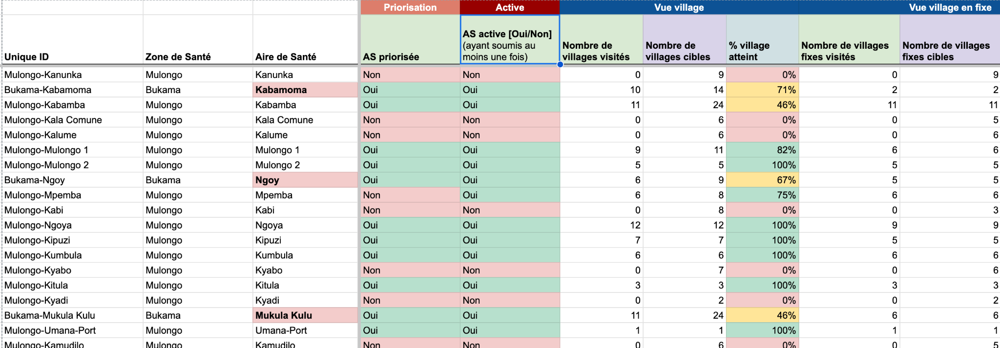 Priorisation Active Vue village Vue village en fixe
Unique ID Zone de Santé Aire de Santé AS priorisée AS active [Oui/Non] (ayant soumis au moins une fois) Nombre de villages visités Nombre de villages cibles % village atteint Nombre de villages fixes visités Nombre de villages fixes cibles
Mulongo-Kanunka Mulongo Kanunka Non Non 0 9 0% 0 9
Bukama-Kabamoma Bukama Kabamoma Oui Oui 10 14 71% 2 2
Mulongo-Kabamba Mulongo Kabamba Oui Oui 11 24 46% 11 11
Mulongo-Kala Comune Mulongo Kala Comune Non Non 0 6 0% 0 5
Mulongo-Kalume Mulongo Kalume Non Non 0 6 0% 0 6
Mulongo-Mulongo 1 Mulongo Mulongo 1 Oui Oui 9 11 82% 6 6
Mulongo-Mulongo 2 Mulongo Mulongo 2 Oui Oui 5 5 100% 5 5
Bukama-Ngoy Bukama Ngoy Oui Oui 6 9 67% 5 5
Mulongo-Mpemba Mulongo Mpemba Non Oui 6 8 75% 6 6
Mulongo-Kabi Mulongo Kabi Non Non 0 8 0% 0 3
Mulongo-Ngoya Mulongo Ngoya Oui Oui 12 12 100% 9 9
Mulongo-Kipuzi Mulongo Kipuzi Oui Oui 7 7 100% 5 5
Mulongo-Kumbula Mulongo Kumbula Oui Oui 6 6 100% 6 6
Mulongo-Kyabo Mulongo Kyabo Non Non 0 7 0% 0 6
Mulongo-Kitula Mulongo Kitula Oui Oui 3 3 100% 3 3
Mulongo-Kyadi Mulongo Kyadi Non Non 0 2 0% 0 2
Bukama-Mukula Kulu Bukama Mukula Kulu Oui Oui 11 24 46% 6 6
Mulongo-Umana-Port Mulongo Umana-Port Oui Oui 1 1 100% 1 1
Mulongo-Kamudilo Mulongo Kamudilo Non Non 0 6 0% 0 5